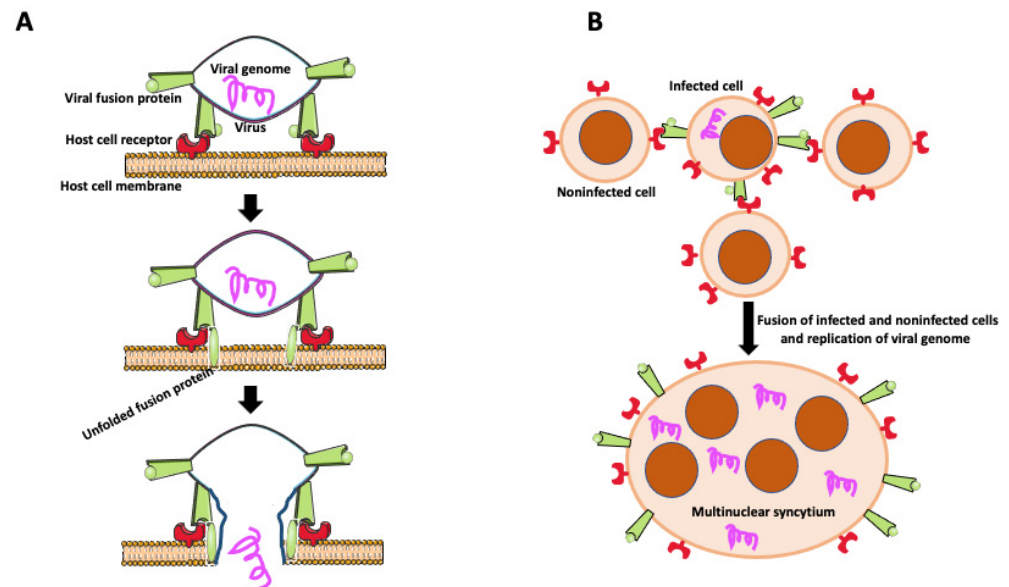 A
Viral genome
Viral fusion protein
Virus
Host cell receptor
Host cell membrane
Unfolded fusion protein
B
Infected cell
Noninfected cell
Fusion of infected and noninfected cells
and replication of viral genome
Multinuclear syncytium